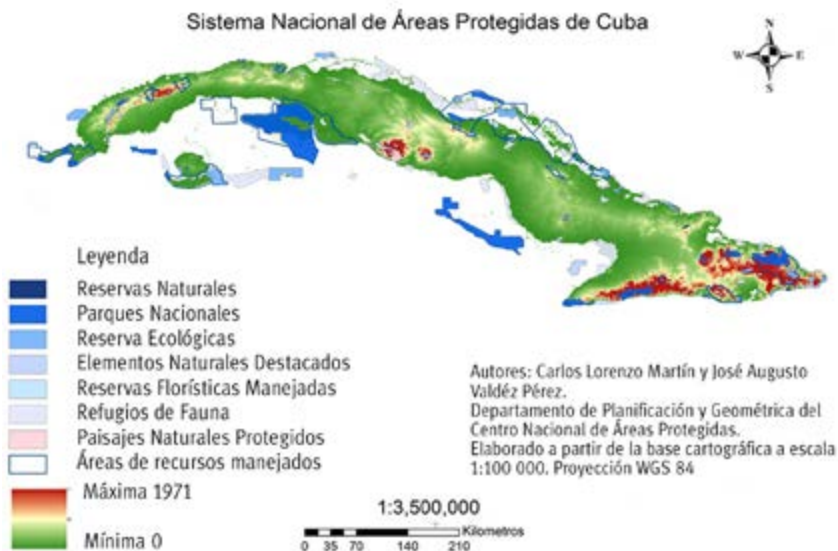 Sistema Nacional de Áreas Protegidas de Cuba
N
W E
S
Leyenda
Reservas Naturales
Parques Nacionales
Reserva Ecológicas
Elementos Naturales Destacados
Reservas Florísticas Manejadas
Refugios de Fauna
Paisajes Naturales Protegidos
Áreas de recursos manejados
Máxima 1971
Mínima 0
Autores: Carlos Lorenzo Martín y José Augusto
Valdéz Pérez.
Departamento de Planificación y Geométrica del
Centro Nacional de Áreas Protegidas.
Elaborado a partir de la base cartográfica a escala
1:100 000. Proyección WGS 84
1:3,500,000
Kilometros
0 35 70 140 210